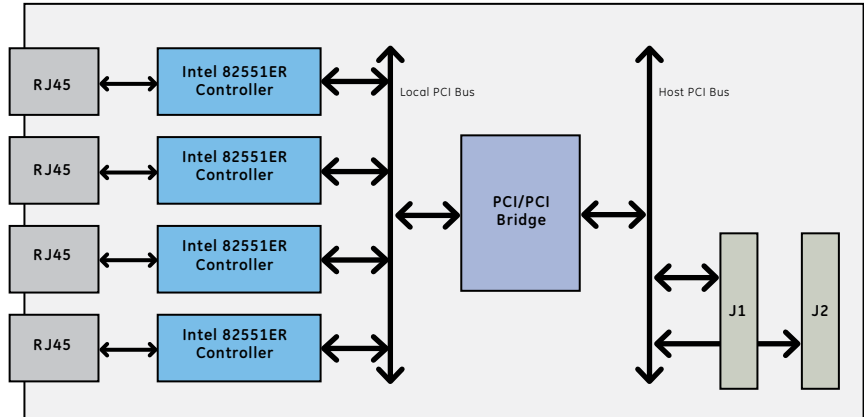 RJ45
Intel 82551ER
Controller
Local PCI Bus
Host PCI Bus
RJ45
Intel 82551ER
Controller
PCI/PCI
Bridge
RJ45
Intel 82551ER
Controller
J1
J2
RJ45
Intel 82551ER
Controller